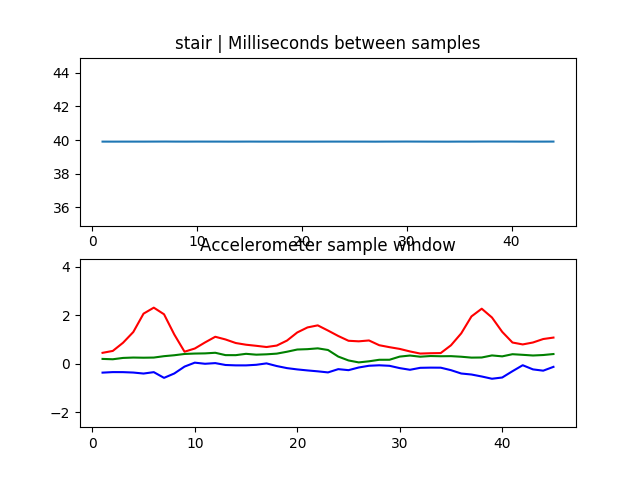 stair | Milliseconds between samples
44
42
40
38
36
0 10 20 30 40
Accelerometer sample window
4
2
0
−2
0 10 20 30 40